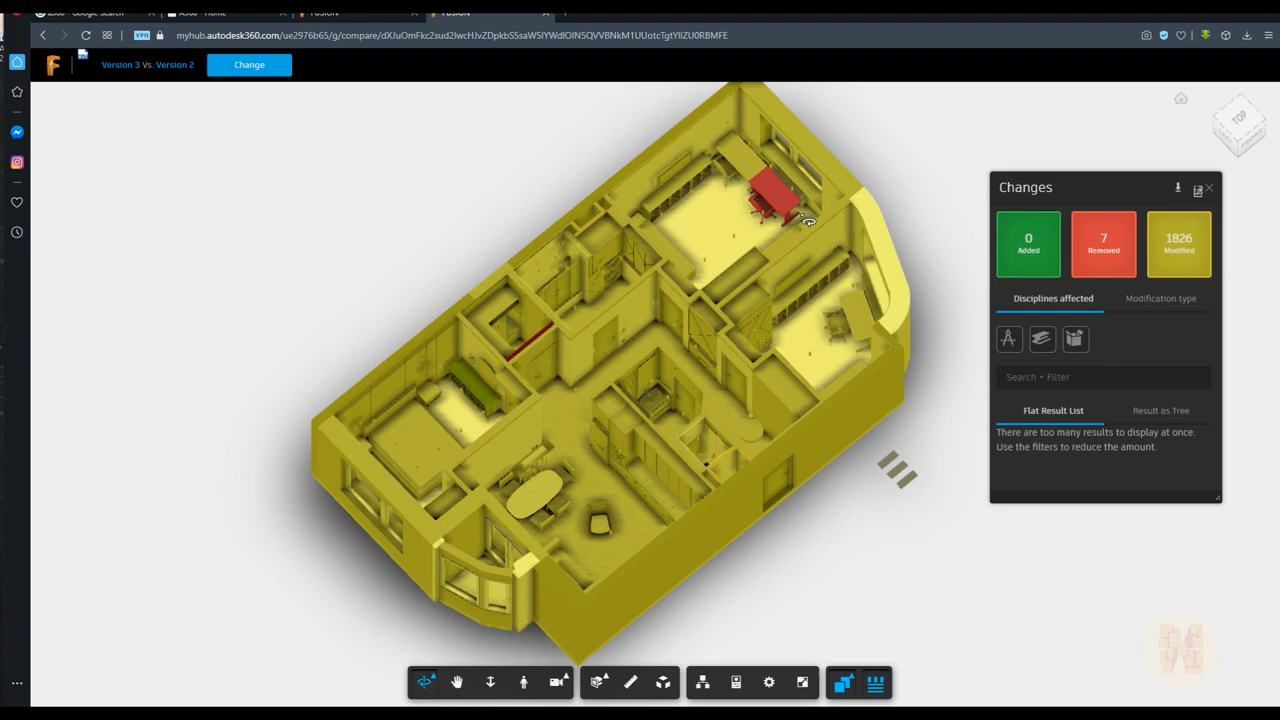 a360 - Google Search
A360 - Home
FUSION
FUSION
VPN
myhub.autodesk360.com/ue2976b65/g/compare/
Version 3 Vs. Version 2
Change
TOP
Changes
0
Added
7
Removed
1826
Modified
Disciplines affected
Modification type
Search + Filter
Flat Result List
Result as Tree
There are too many results to display at once.
Use the filters to reduce the amount.